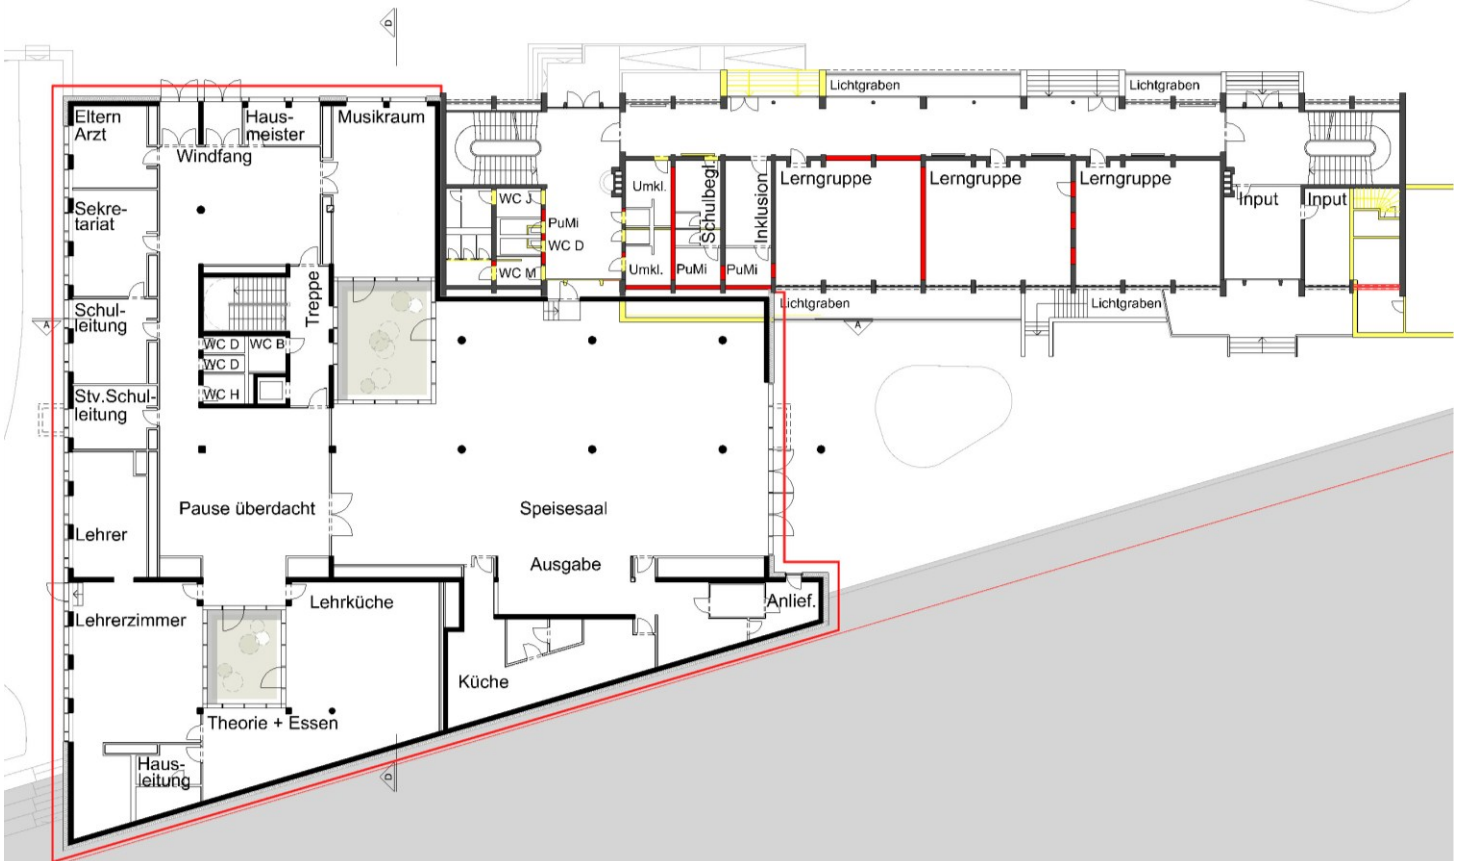 D
Lichtgraben
Lichtgraben
Eltern
Arzt
Haus-
meister
Musikraum
Windfang
Umkl.
Schulbegl.
Inklusion
Lerngruppe
Lerngruppe
Lerngruppe
Input
Input
WC J
PuMi
WC D
WC M
Umkl.
PuMi
PuMi
Sekre-
tariat
Treppe
Lichtgraben
Lichtgraben
Schul-
leitung
A
A
WC D
WC B
WC D
WC H
Stv.Schul-
leitung
Pause überdacht
Speisesaal
Lehrer
Ausgabe
Lehrküche
Anlief.
Lehrerzimmer
Küche
Theorie + Essen
Haus-
leitung
D